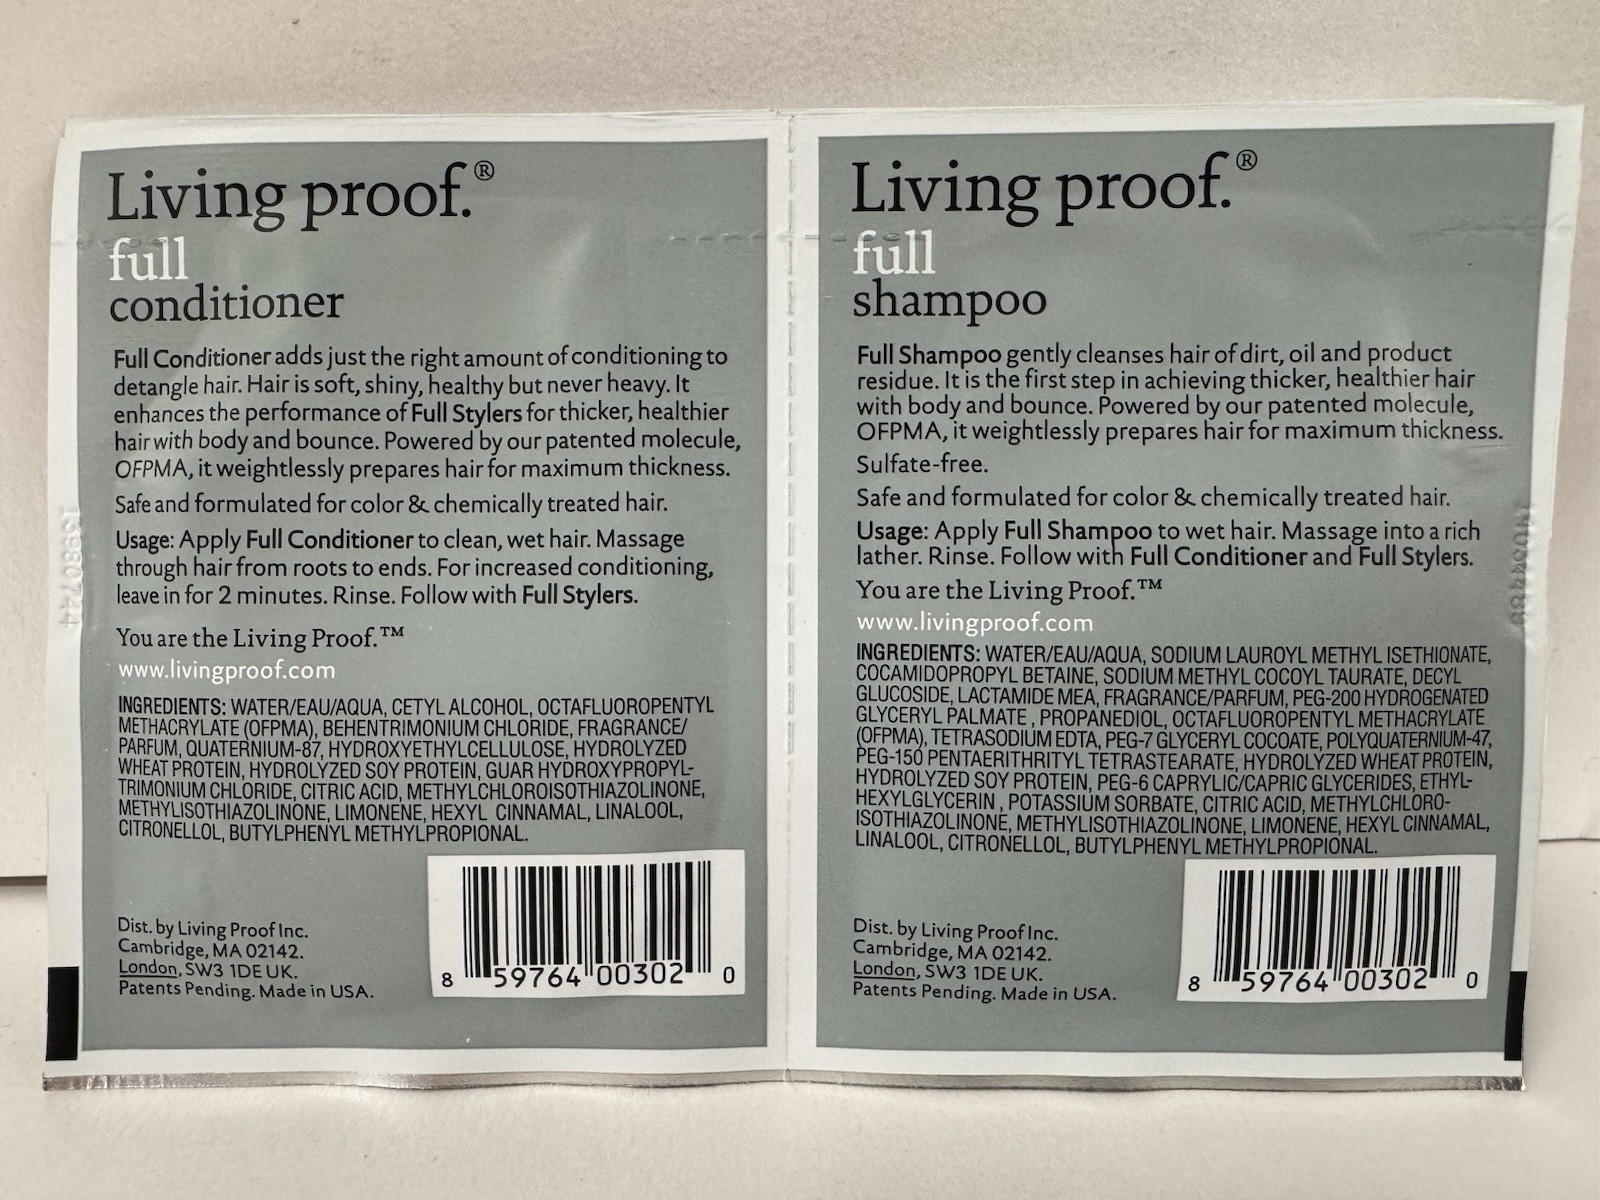 Living proof.®
full
conditioner
Full Conditioner adds just the right amount of conditioning to
detangle hair. Hair is soft, shiny, healthy but never heavy. It
enhances the performance of Full Stylers for thicker, healthier
hair with body and bounce. Powered by our patented molecule,
OFPMA, it weightlessly prepares hair for maximum thickness.
Safe and formulated for color & chemically treated hair.
Usage: Apply Full Conditioner to clean, wet hair. Massage
through hair from roots to ends. For increased conditioning,
leave in for 2 minutes. Rinse. Follow with Full Stylers.
You are the Living Proof.™
www.livingproof.com
INGREDIENTS: WATER/EAU/AQUA, CETYL ALCOHOL, OCTAFLUOROPENTYL
METHACRYLATE (OFPMA), BEHENTRIMONIUM CHLORIDE, FRAGRANCE/
PARFUM, QUATERNIUM-87, HYDROXYETHYLCELLULOSE, HYDROLYZED
WHEAT PROTEIN, HYDROLYZED SOY PROTEIN, GUAR HYDROXYPROPYL-
TRIMONIUM CHLORIDE, CITRIC ACID, METHYLCHLOROISOTHIAZOLINONE,
METHYLISOTHIAZOLINONE, LIMONENE, HEXYL CINNAMAL, LINALOOL,
CITRONELLOL, BUTYLPHENYL METHYLPROPIONAL.
Dist. by Living Proof Inc.
Cambridge, MA 02142.
London, SW3 1DE UK.
Patents Pending. Made in USA.
8 59764 00302 0
Living proof.®
full
shampoo
Full Shampoo gently cleanses hair of dirt, oil and product
residue. It is the first step in achieving thicker, healthier hair
with body and bounce. Powered by our patented molecule,
OFPMA, it weightlessly prepares hair for maximum thickness.
Sulfate-free.
Safe and formulated for color & chemically treated hair.
Usage: Apply Full Shampoo to wet hair. Massage into a rich
lather. Rinse. Follow with Full Conditioner and Full Stylers.
You are the Living Proof.™
www.livingproof.com
INGREDIENTS: WATER/EAU/AQUA, SODIUM LAUROYL METHYL ISETHIONATE,
COCAMIDOPROPYL BETAINE, SODIUM METHYL COCOYL TAURATE, DECYL
GLUCOSIDE, LACTAMIDE MEA, FRAGRANCE/PARFUM, PEG-200 HYDROGENATED
GLYCERYL PALMATE , PROPANEDIOL, OCTAFLUOROPENTYL METHACRYLATE
(OFPMA), TETRASODIUM EDTA, PEG-7 GLYCERYL COCOATE, POLYQUATERNIUM-47,
PEG-150 PENTAERITHRITYL TETRASTEARATE, HYDROLYZED WHEAT PROTEIN,
HYDROLYZED SOY PROTEIN, PEG-6 CAPRYLIC/CAPRIC GLYCERIDES, ETHYL-
HEXYLGLYCERIN , POTASSIUM SORBATE, CITRIC ACID, METHYLCHLORO-
ISOTHIAZOLINONE, METHYLISOTHIAZOLINONE, LIMONENE, HEXYL CINNAMAL,
LINALOOL, CITRONELLOL, BUTYLPHENYL METHYLPROPIONAL.
Dist. by Living Proof Inc.
Cambridge, MA 02142.
London, SW3 1DE UK.
Patents Pending. Made in USA.
8 59764 00302 0